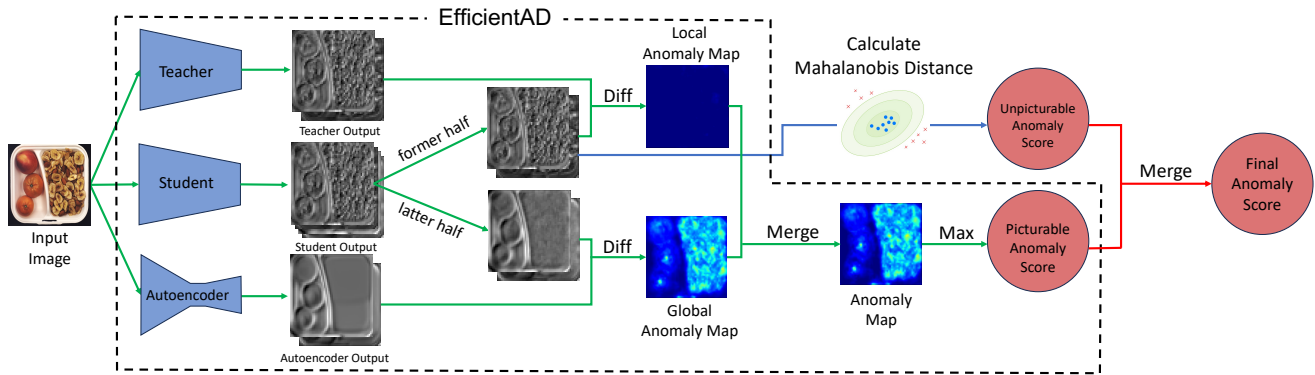 EfficientAD
Teacher
Teacher Output
Local
Anomaly Map
Calculate
Mahalanobis Distance
Diff
former half
Unpicturable
Anomaly
Score
Input
Image
Student
Student Output
latter half
Diff
Global
Anomaly Map
Merge
Anomaly
Map
Max
Picturable
Anomaly
Score
Merge
Final
Anomaly
Score
Autoencoder
Autoencoder Output